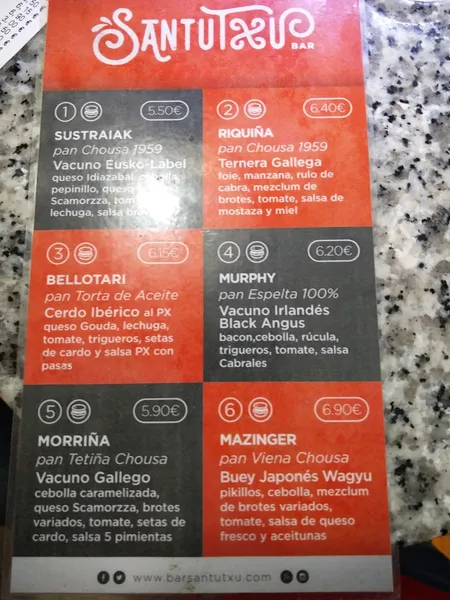 SANTUTXU
BAR
1 5.50€
SUSTRAIAK
pan Chousa 1959
Vacuno Eusko-Label
queso Idiazabal, cebolla,
pepinillo, queso
Scamorzza, tomate,
lechuga, salsa
2 6.40€
RIQUIÑA
pan Chousa 1959
Ternera Gallega
foie, manzana, rulo de
cabra, mezclum de
brotes, tomate, salsa de
mostaza y miel
3 6.15€
BELLOTARI
pan Torta de Aceite
Cerdo Ibérico al PX
queso Gouda, lechuga,
tomate, trigueros, setas
de cardo y salsa PX con
pasas
4 6.20€
MURPHY
pan Espelta 100%
Vacuno Irlandés
Black Angus
bacon,cebolla, rúcula,
trigueros, tomate, salsa
Cabrales
5 5.90€
MORRIÑA
pan Tetiña Chousa
Vacuno Gallego
cebolla caramelizada,
queso Scamorzza, brotes
variados, tomate, setas de
cardo, salsa 5 pimientas
6 6.90€
MAZINGER
pan Viena Chousa
Buey Japonés Wagyu
pikillos, cebolla, mezclum
de brotes variados,
tomate, salsa de queso
fresco y aceitunas
www.barsantutxu.com